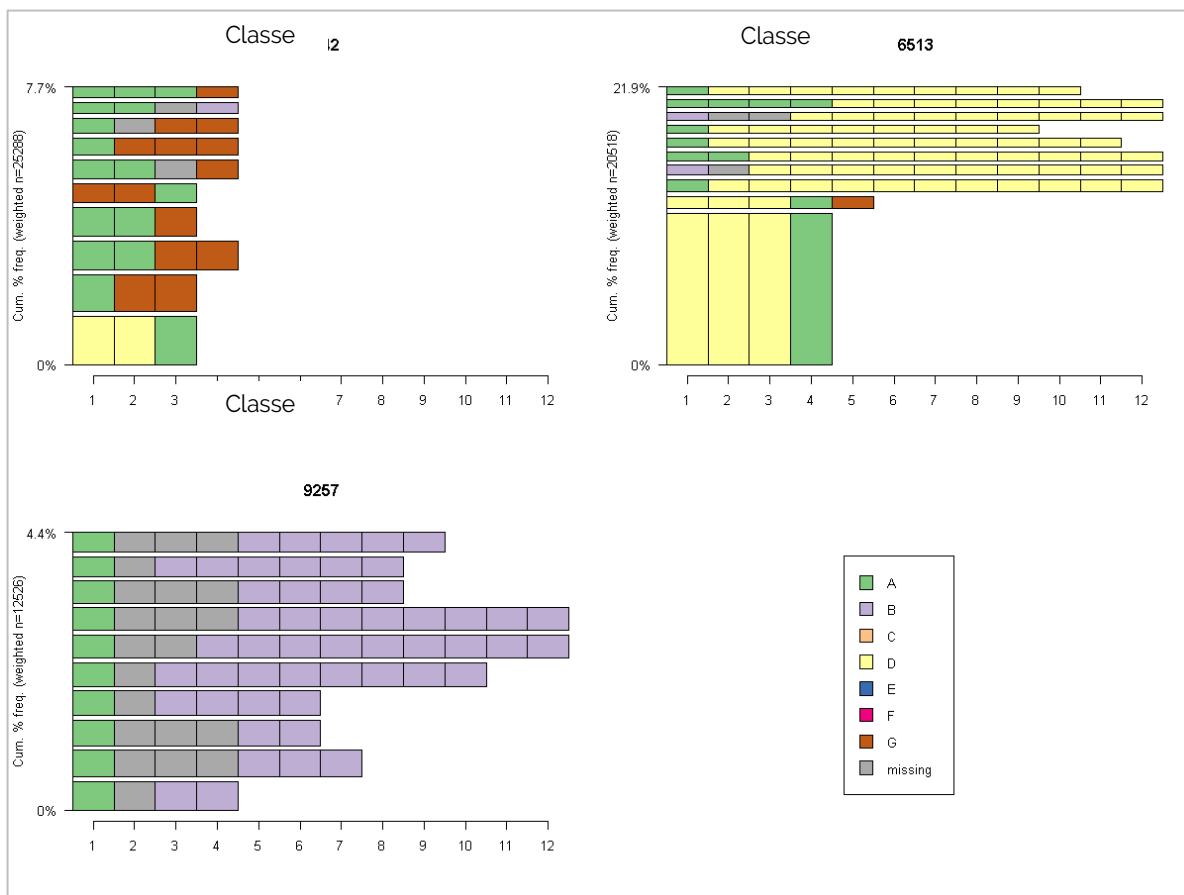 Classe
12
7.7%
Cum. % freq. (weighted n=25288)
0%
1 2 3 7 8 9 10 11 12
Classe
6513
21.9%
Cum. % freq. (weighted n=20518)
0%
1 2 3 4 5 6 7 8 9 10 11 12
Classe
9257
4.4%
Cum. % freq. (weighted n=12526)
0%
1 2 3 4 5 6 7 8 9 10 11 12
A
B
C
D
E
F
G
missing